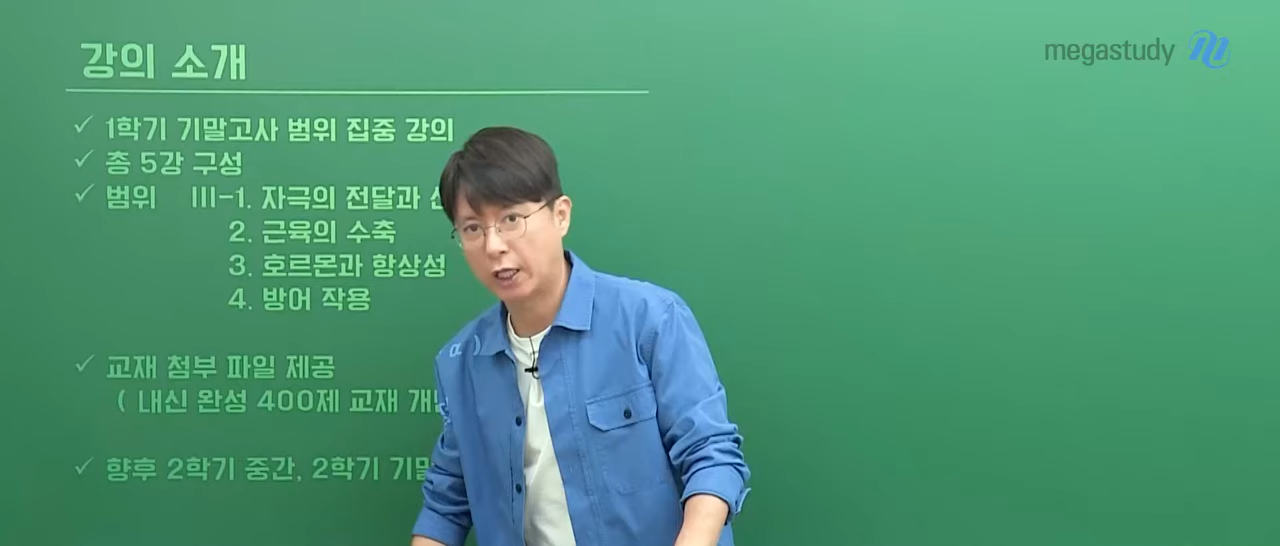 강의 소개
megastudy
✓ 1학기 기말고사 범위 집중 강의
✓ 총 5강 구성
✓ 범위 III-1. 자극의 전달과
2. 근육의 수축
3. 호르몬과 항상성
4. 방어 작용
✓ 교재 첨부 파일 제공
( 내신 완성 400제 교재
✓ 향후 2학기 중간, 2학기 기말